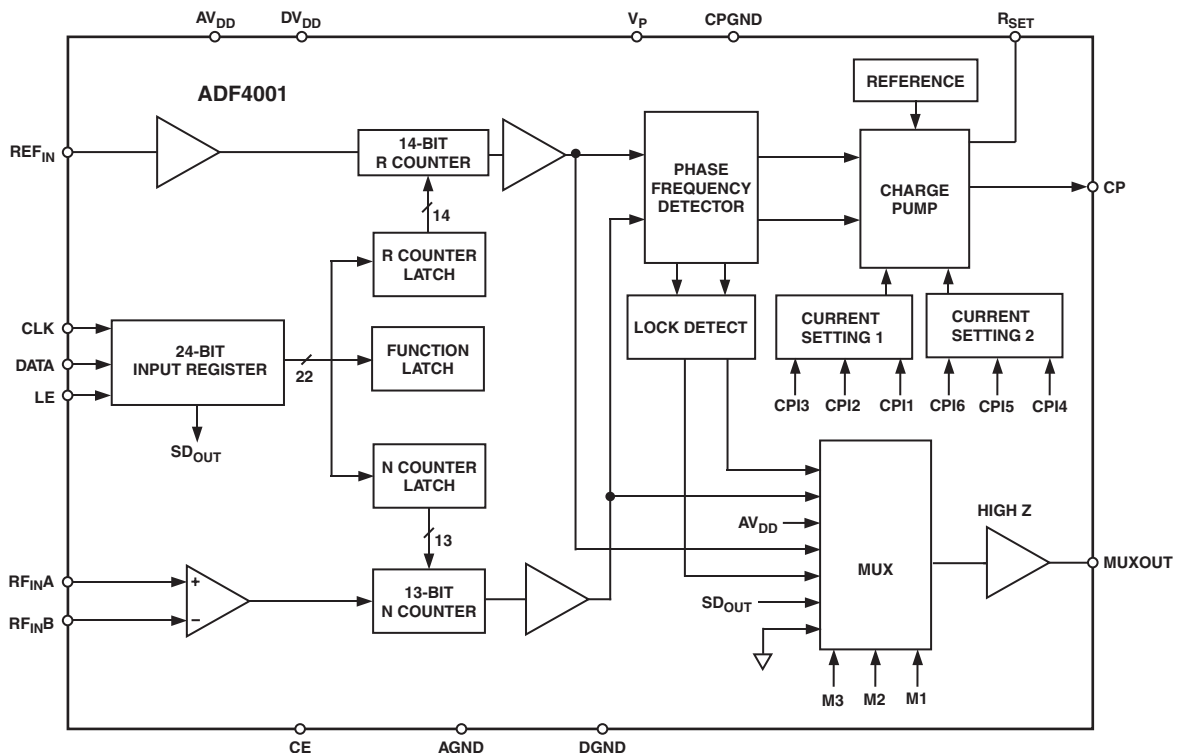 AVDD DVDD VP CPGND RSET
ADF4001
REFERENCE
REFIN
14-BIT
R COUNTER
PHASE
FREQUENCY
DETECTOR
CHARGE
PUMP
CP
14
R COUNTER
LATCH
CLK
DATA
LE
24-BIT
INPUT REGISTER
22
FUNCTION
LATCH
LOCK DETECT
CURRENT
SETTING 1
CURRENT
SETTING 2
CPI3 CPI2 CPI1 CPI6 CPI5 CPI4
SDOUT
N COUNTER
LATCH
13
AVDD
HIGH Z
MUX
MUXOUT
RFINA
RFINB
+
−
13-BIT
N COUNTER
SDOUT
M3 M2 M1
CE AGND DGND